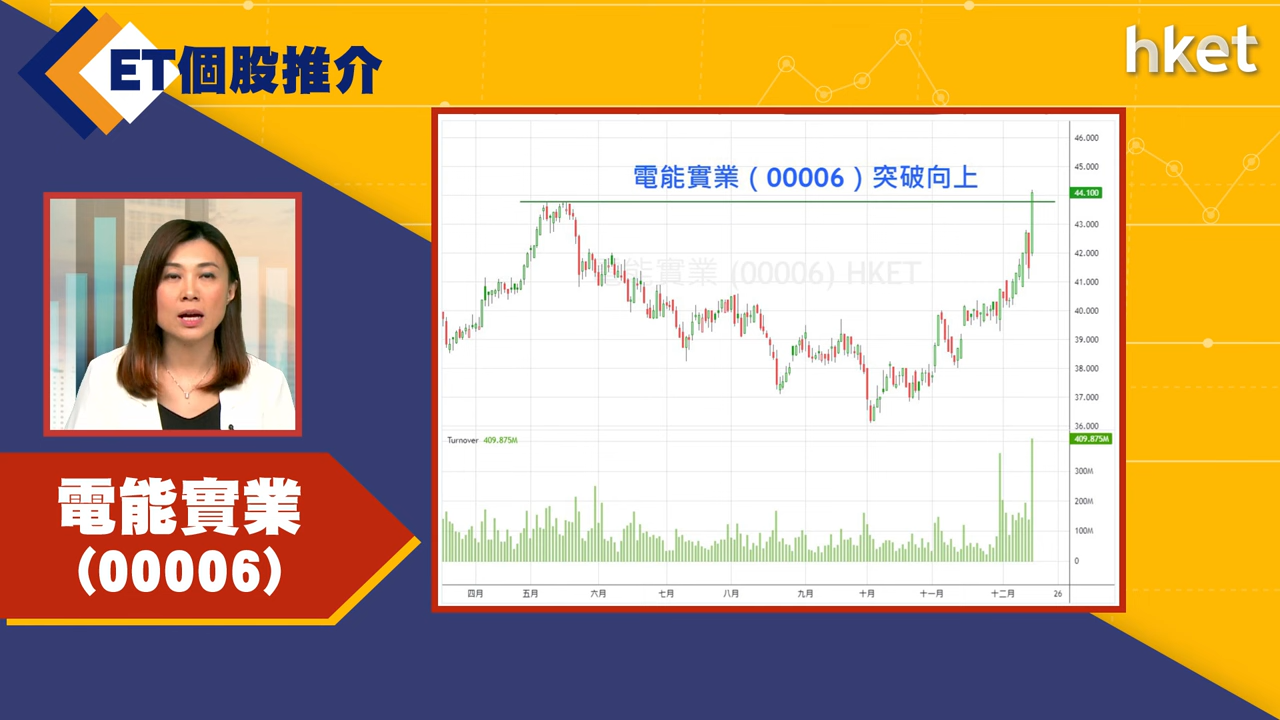 ET個股推介
hket
電能實業
(00006)
電能實業（00006）突破向上
電能實業 (00006) HKET
46.000
45.000
44.100
43.000
42.000
41.000
40.000
39.000
38.000
37.000
36.000
Turnover 409.875M
409.875M
300M
200M
100M
0
四月 五月 六月 七月 八月 九月 十月 十一月 十二月 26